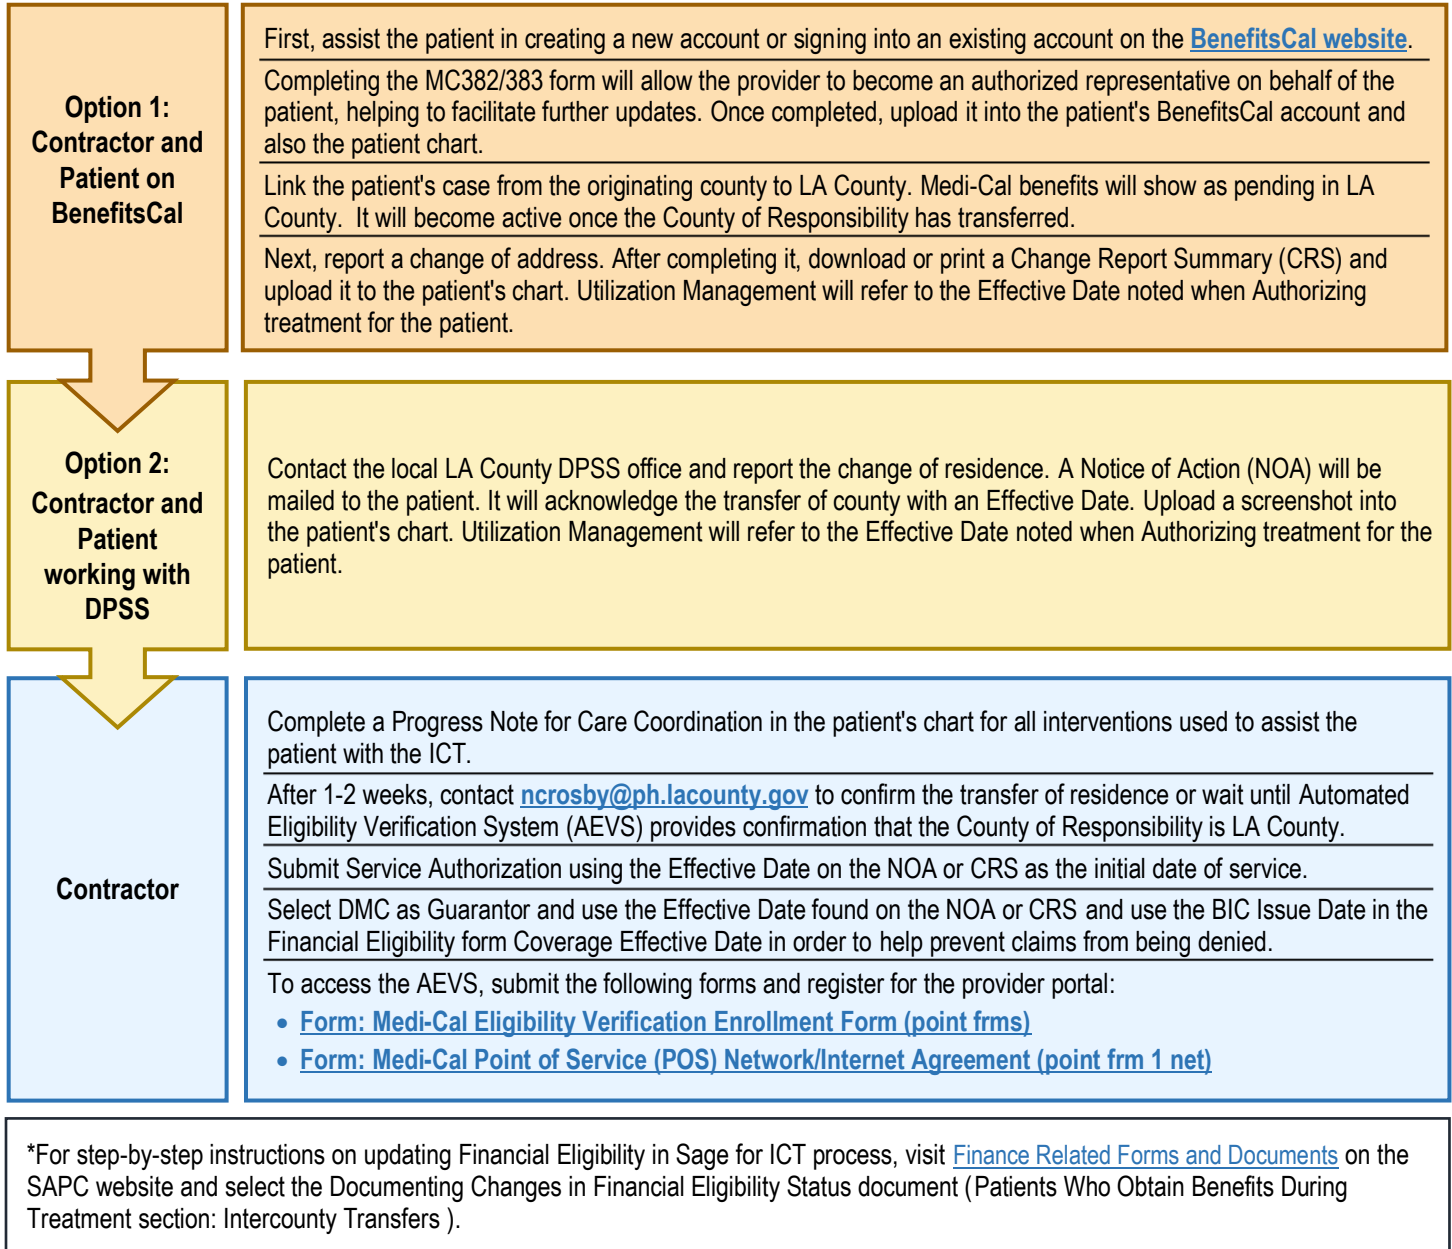 Option 1:
Contractor and
Patient on
BenefitsCal
First, assist the patient in creating a new account or signing into an existing account on the BenefitsCal website.
Completing the MC382/383 form will allow the provider to become an authorized representative on behalf of the
patient, helping to facilitate further updates. Once completed, upload it into the patient's BenefitsCal account and
also the patient chart.
Link the patient's case from the originating county to LA County. Medi-Cal benefits will show as pending in LA
County. It will become active once the County of Responsibility has transferred.
Next, report a change of address. After completing it, download or print a Change Report Summary (CRS) and
upload it to the patient's chart. Utilization Management will refer to the Effective Date noted when Authorizing
treatment for the patient.
Option 2:
Contractor and
Patient
working with
DPSS
Contact the local LA County DPSS office and report the change of residence. A Notice of Action (NOA) will be
mailed to the patient. It will acknowledge the transfer of county with an Effective Date. Upload a screenshot into
the patient's chart. Utilization Management will refer to the Effective Date noted when Authorizing treatment for the
patient.
Contractor
Complete a Progress Note for Care Coordination in the patient's chart for all interventions used to assist the
patient with the ICT.
After 1-2 weeks, contact ncrosby@ph.lacounty.gov to confirm the transfer of residence or wait until Automated
Eligibility Verification System (AEVS) provides confirmation that the County of Responsibility is LA County.
Submit Service Authorization using the Effective Date on the NOA or CRS as the initial date of service.
Select DMC as Guarantor and use the Effective Date found on the NOA or CRS and use the BIC Issue Date in the
Financial Eligibility form Coverage Effective Date in order to help prevent claims from being denied.
To access the AEVS, submit the following forms and register for the provider portal:
• Form: Medi-Cal Eligibility Verification Enrollment Form (point frms)
• Form: Medi-Cal Point of Service (POS) Network/Internet Agreement (point frm 1 net)
*For step-by-step instructions on updating Financial Eligibility in Sage for ICT process, visit Finance Related Forms and Documents on the
SAPC website and select the Documenting Changes in Financial Eligibility Status document (Patients Who Obtain Benefits During
Treatment section: Intercounty Transfers ).